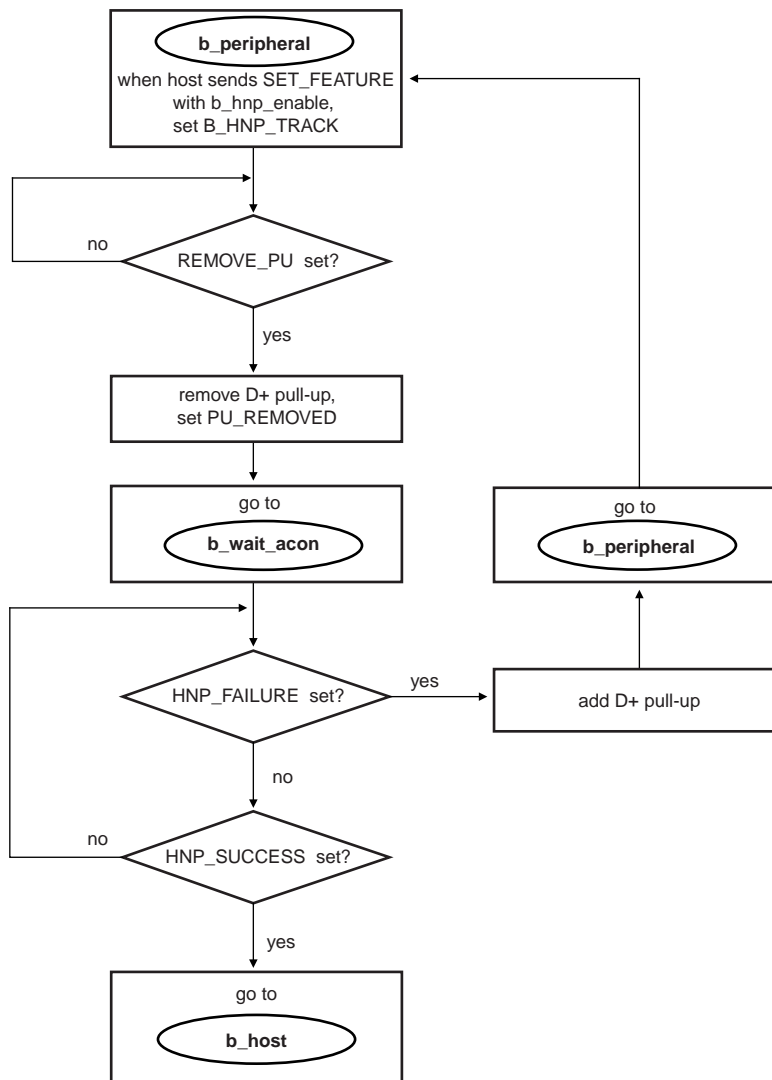 b_peripheral
when host sends SET_FEATURE
with b_hnp_enable,
set B_HNP_TRACK
no
REMOVE_PU set?
yes
remove D+ pull-up,
set PU_REMOVED
go to
b_wait_acon
go to
b_peripheral
HNP_FAILURE set?
yes
add D+ pull-up
no
no
HNP_SUCCESS set?
yes
go to
b_host